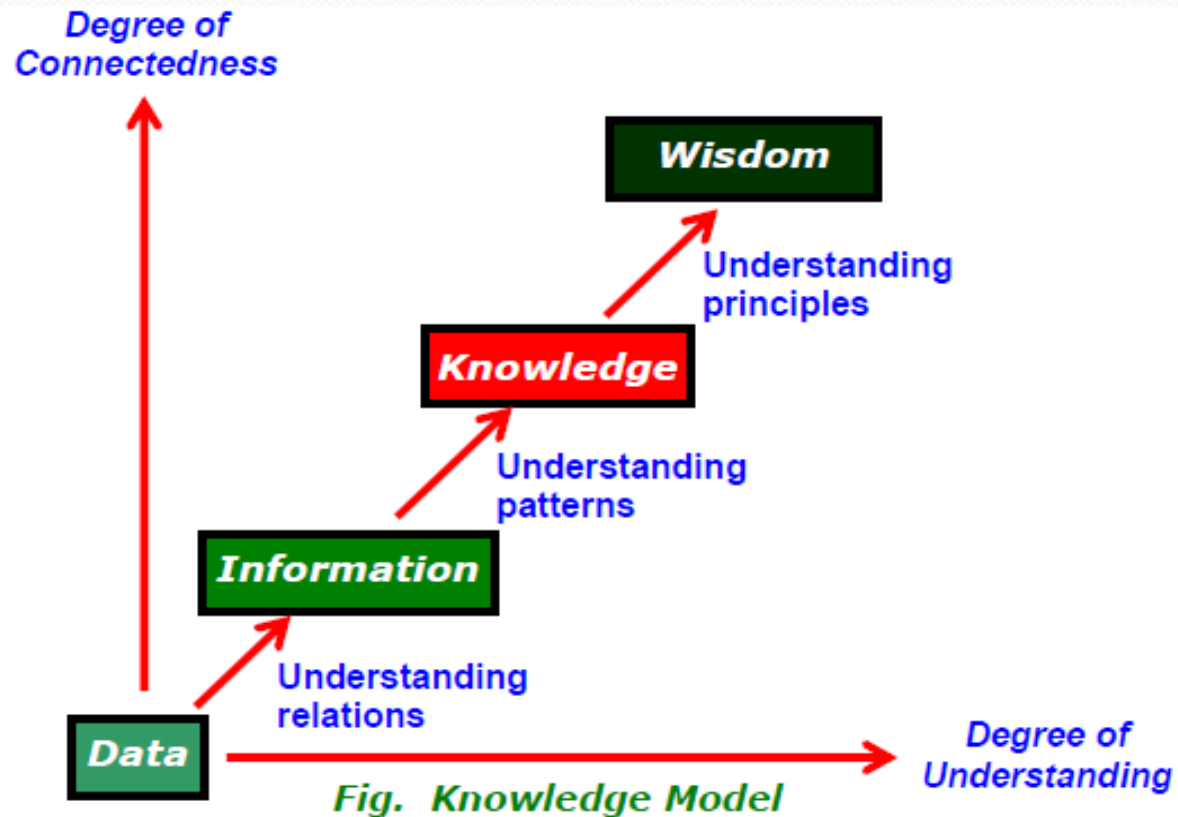 Degree of
Connectedness
Wisdom
Understanding
principles
Knowledge
Understanding
patterns
Information
Understanding
relations
Data
Degree of
Understanding
Fig. Knowledge Model